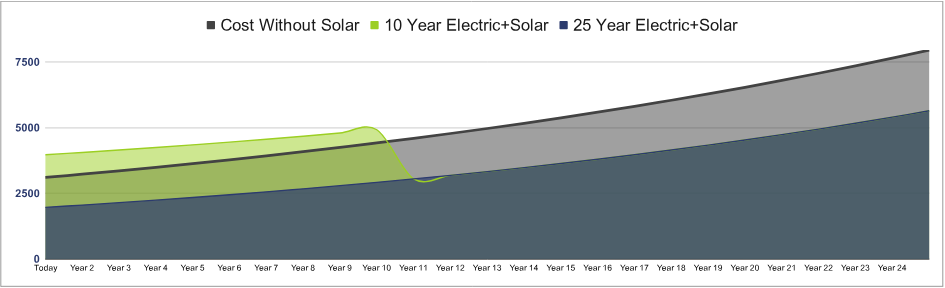 Cost Without Solar 10 Year Electric+Solar 25 Year Electric+Solar
7500
5000
2500
0
Today Year 2 Year 3 Year 4 Year 5 Year 6 Year 7 Year 8 Year 9 Year 10 Year 11 Year 12 Year 13 Year 14 Year 15 Year 16 Year 17 Year 18 Year 19 Year 20 Year 21 Year 22 Year 23 Year 24